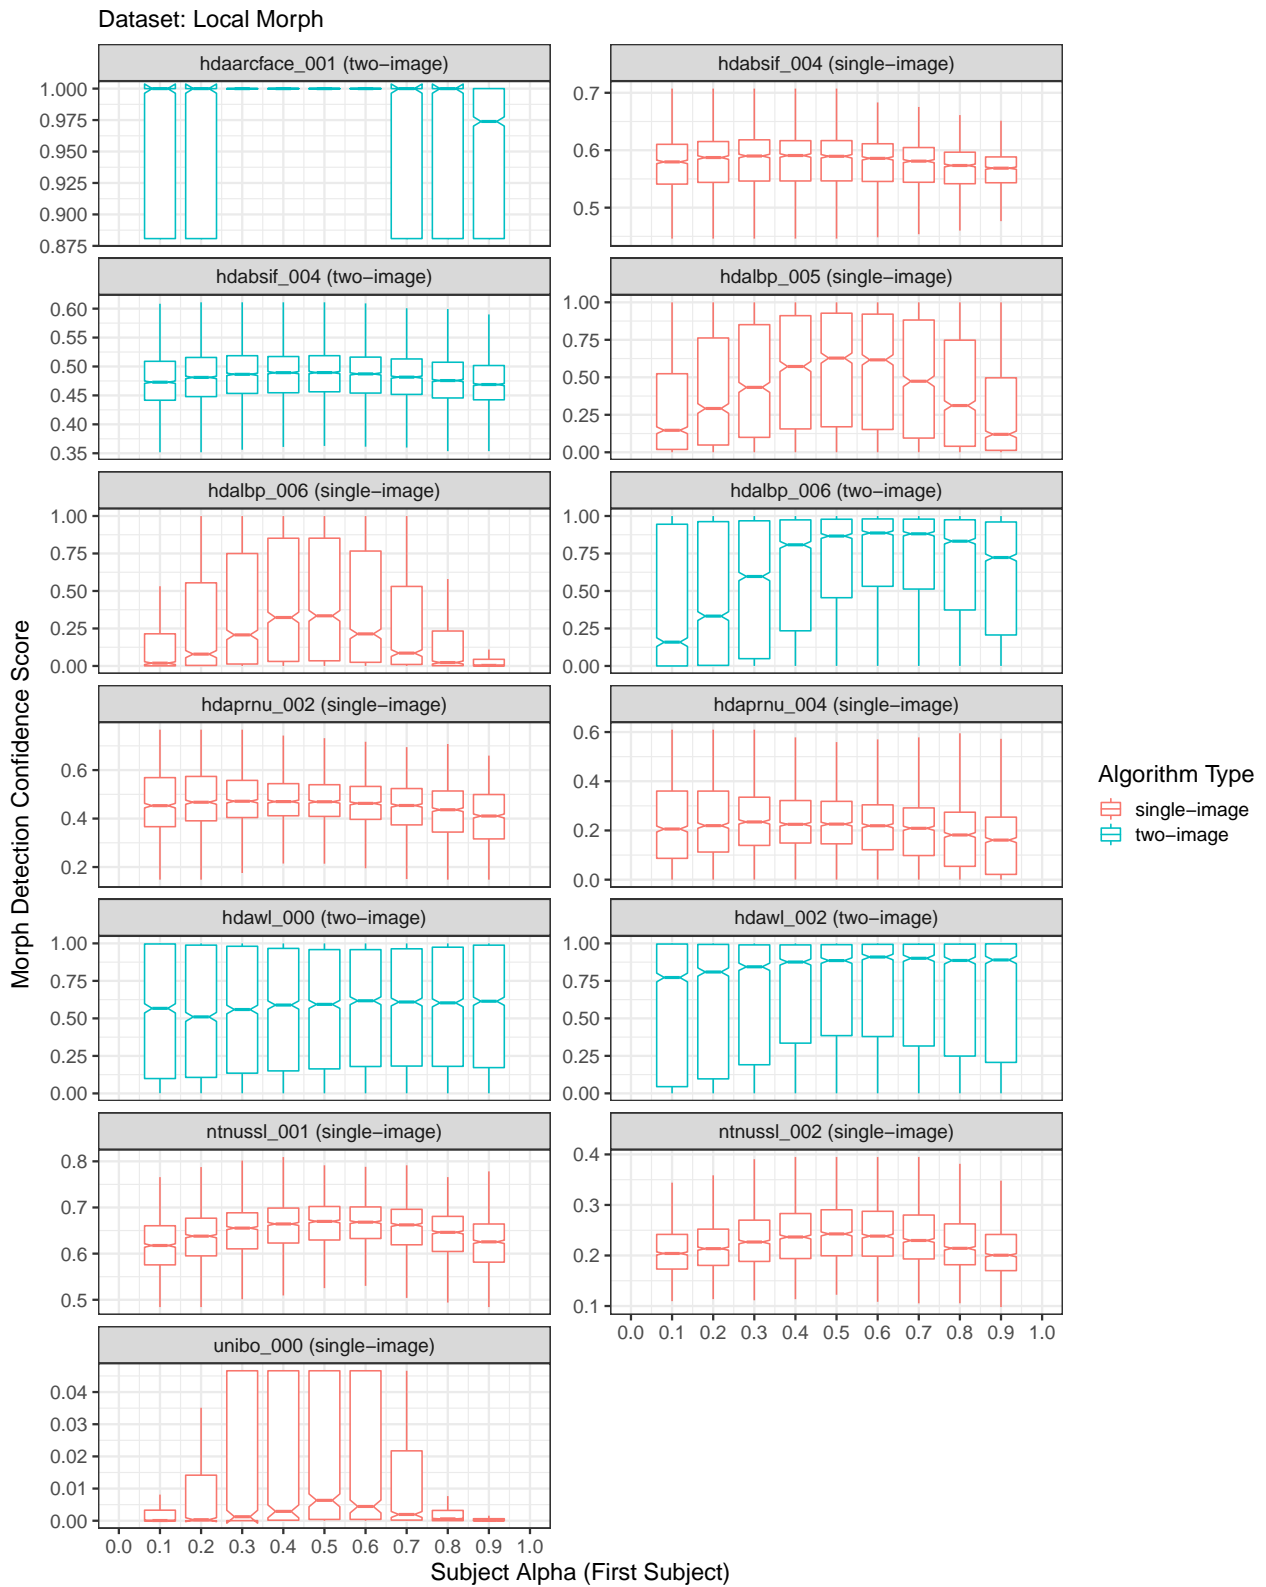 Dataset: Local Morph
hdaarcface_001 (two−image)
hdabsif_004 (single−image)
1.000
0.975
0.950
0.925
0.900
0.875
0.7
0.6
0.5
hdabsif_004 (two−image)
hdalbp_005 (single−image)
0.60
0.55
0.50
0.45
0.40
0.35
1.00
0.75
0.50
0.25
0.00
hdalbp_006 (single−image)
hdalbp_006 (two−image)
1.00
0.75
0.50
0.25
0.00
1.00
0.75
0.50
0.25
0.00
hdaprnu_002 (single−image)
hdaprnu_004 (single−image)
0.6
0.4
0.2
0.6
0.4
0.2
0.0
hdawl_000 (two−image)
hdawl_002 (two−image)
1.00
0.75
0.50
0.25
0.00
1.00
0.75
0.50
0.25
0.00
ntnussl_001 (single−image)
ntnussl_002 (single−image)
0.8
0.7
0.6
0.5
0.4
0.3
0.2
0.1
0.0 0.1 0.2 0.3 0.4 0.5 0.6 0.7 0.8 0.9 1.0
unibo_000 (single−image)
0.04
0.03
0.02
0.01
0.00
0.0 0.1 0.2 0.3 0.4 0.5 0.6 0.7 0.8 0.9 1.0
Subject Alpha (First Subject)
Morph Detection Confidence Score
Algorithm Type
single−image
two−image